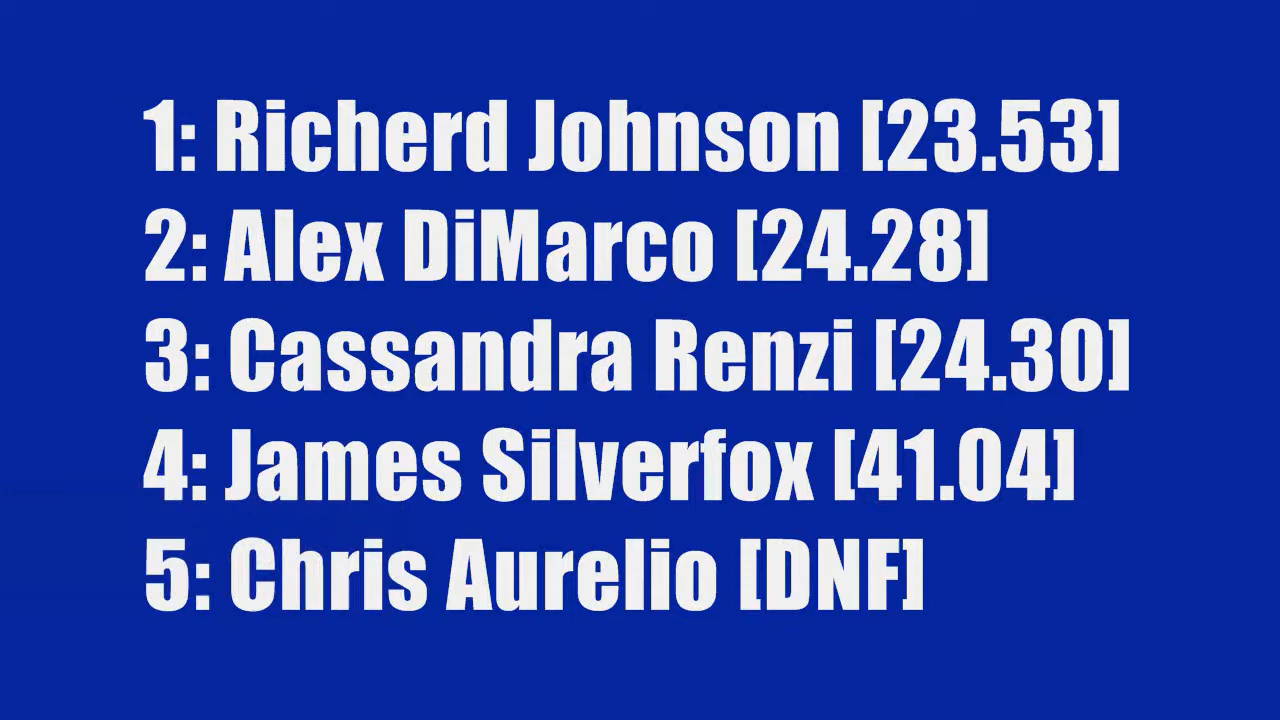 1: Richerd Johnson [23.53]
2: Alex DiMarco [24.28]
3: Cassandra Renzi [24.30]
4: James Silverfox [41.04]
5: Chris Aurelio [DNF]